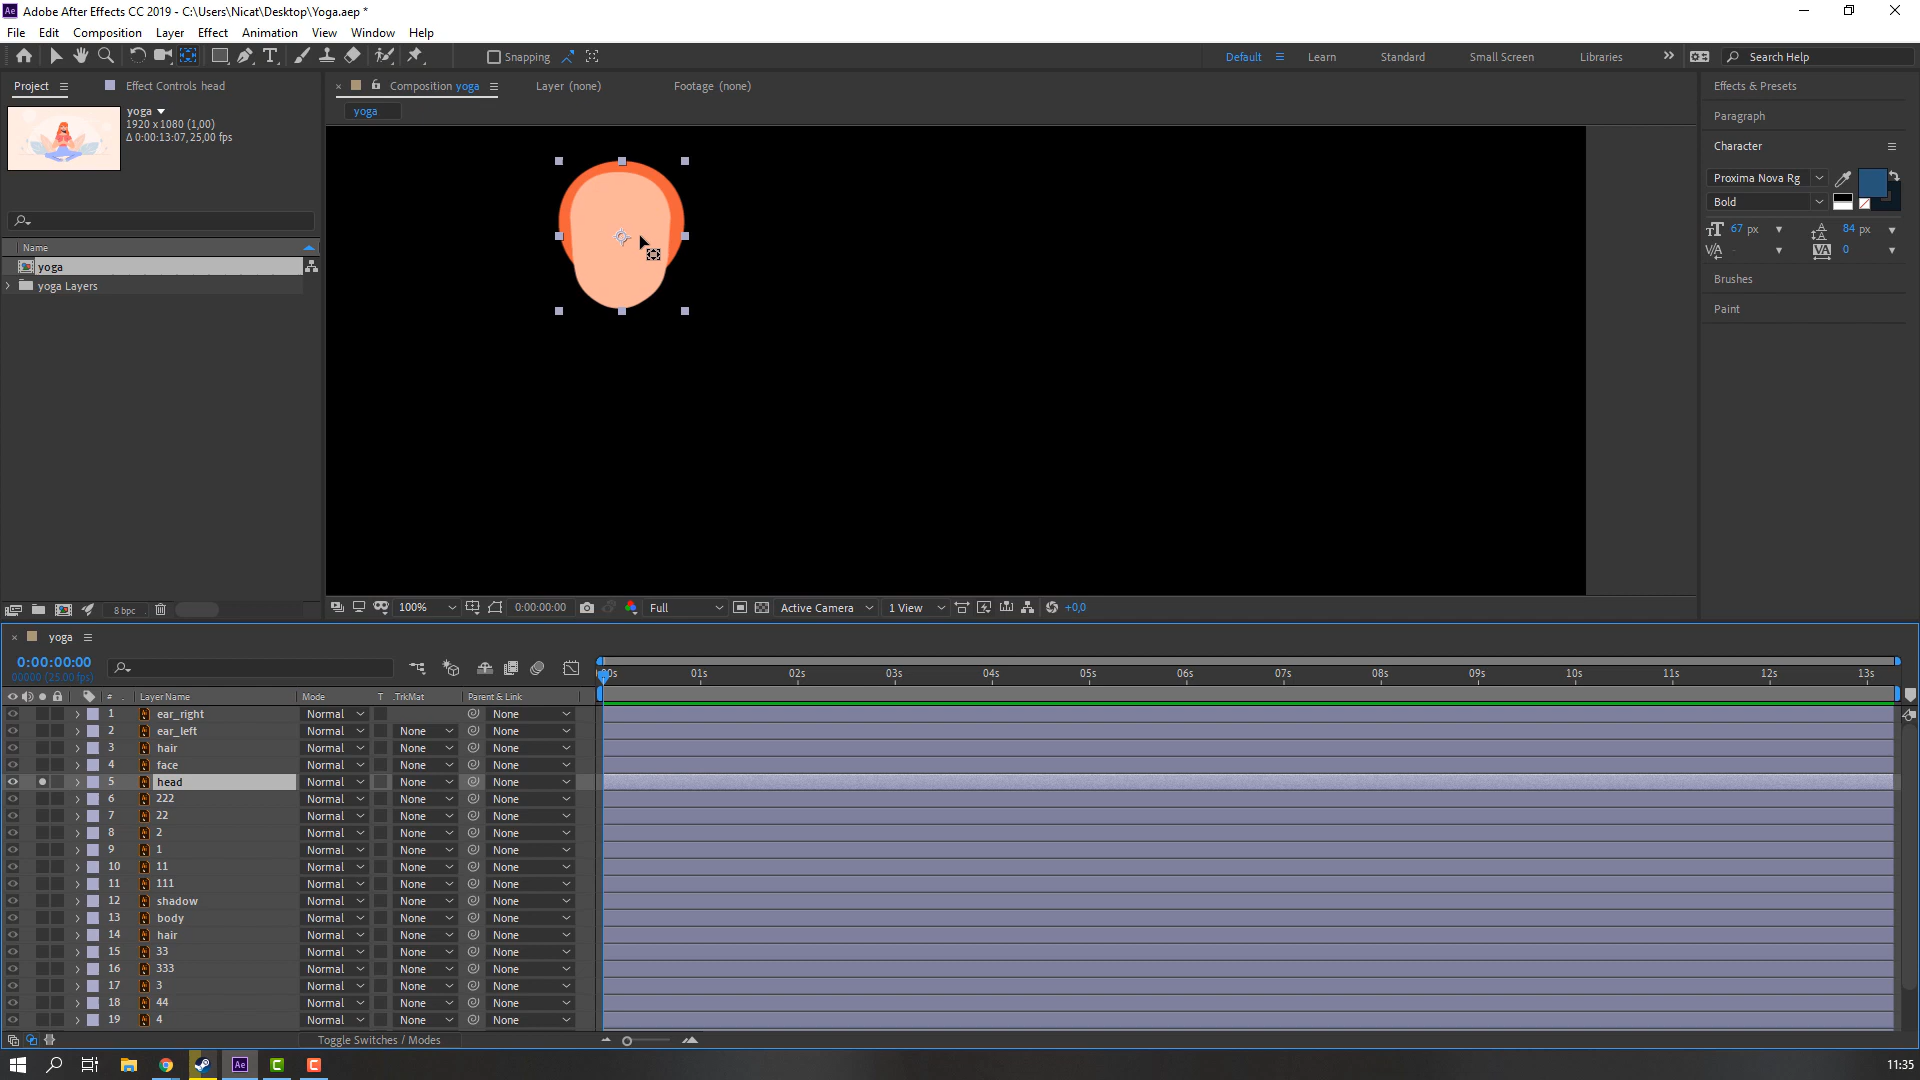 Adobe After Effects CC 2019 - C:\Users\Nicat\Desktop\Yoga.aep *
File Edit Composition Layer Effect Animation View Window Help
Snapping
Default Learn Standard Small Screen Libraries Search Help
Project Effect Controls head
Composition yoga Layer (none) Footage (none)
yoga
yoga
1920 x 1080 (1,00)
Δ 0:00:13:07, 25,00 fps
Name
yoga
yoga Layers
8 bpc
100% 0:00:00:00 Full Active Camera 1 View +0,0
Effects & Presets
Paragraph
Character
Proxima Nova Rg
Bold
67 px 84 px
- 0
Brushes
Paint
yoga
0:00:00:00
00000 (25.00 fps)
# Layer Name Mode T .TrkMat Parent & Link
:00s 01s 02s 03s 04s 05s 06s 07s 08s 09s 10s 11s 12s 13s
1 ear_right Normal None
2 ear_left Normal None None
3 hair Normal None None
4 face Normal None None
5 head Normal None None
6 222 Normal None None
7 22 Normal None None
8 2 Normal None None
9 1 Normal None None
10 11 Normal None None
11 111 Normal None None
12 shadow Normal None None
13 body Normal None None
14 hair Normal None None
15 33 Normal None None
16 333 Normal None None
17 3 Normal None None
18 44 Normal None None
19 4 Normal None None
Toggle Switches / Modes
11:35